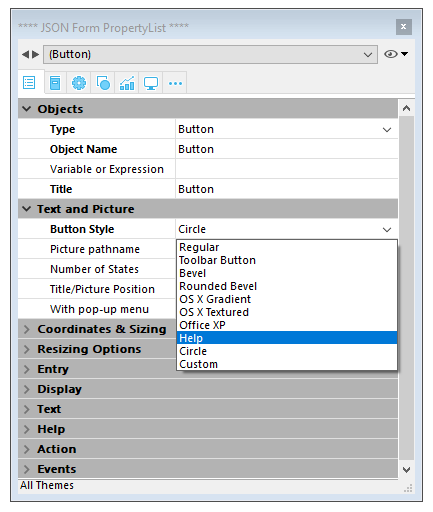 **** JSON Form PropertyList ****
(Button)
Objects
Type Button
Object Name Button
Variable or Expression
Title Button
Text and Picture
Button Style Circle
Picture pathname
Number of States
Title/Picture Position
With pop-up menu
Regular
Toolbar Button
Bevel
Rounded Bevel
OS X Gradient
OS X Textured
Office XP
Help
Circle
Custom
Coordinates & Sizing
Resizing Options
Entry
Display
Text
Help
Action
Events
All Themes